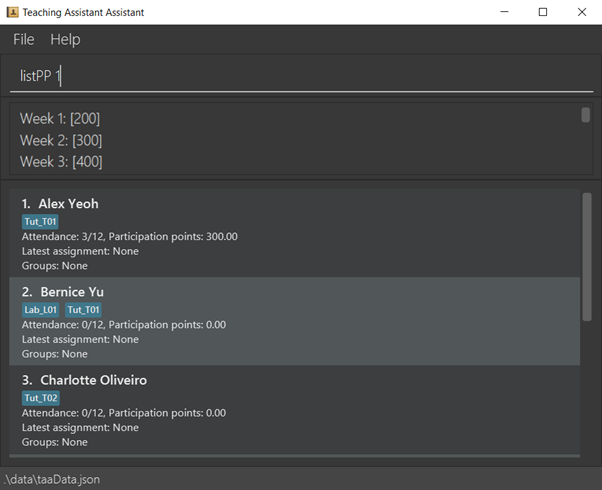 Teaching Assistant Assistant
File Help
listPP 1
Week 1: [200]
Week 2: [300]
Week 3: [400]
1. Alex Yeoh
Tut_T01
Attendance: 3/12, Participation points: 300.00
Latest assignment: None
Groups: None
2. Bernice Yu
Lab_L01 Tut_T01
Attendance: 0/12, Participation points: 0.00
Latest assignment: None
Groups: None
3. Charlotte Oliveiro
Tut_T02
Attendance: 0/12, Participation points: 0.00
Latest assignment: None
Groups: None
.\data\taaData.json